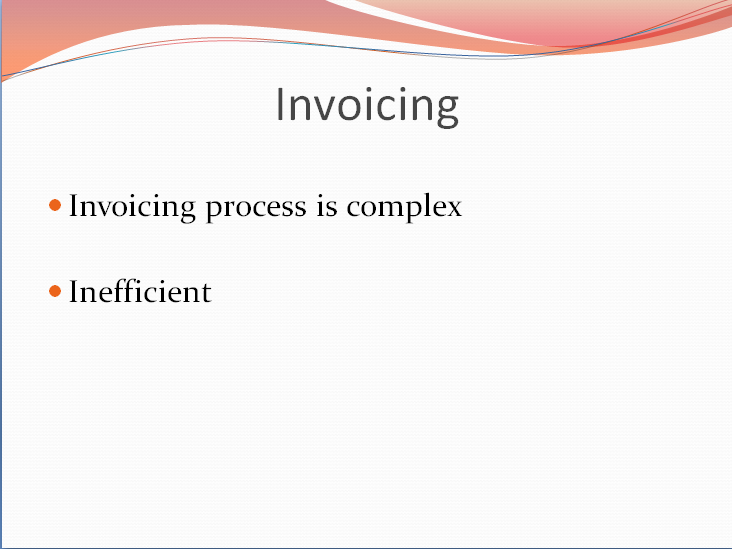 Invoicing
Invoicing process is complex
Inefficient